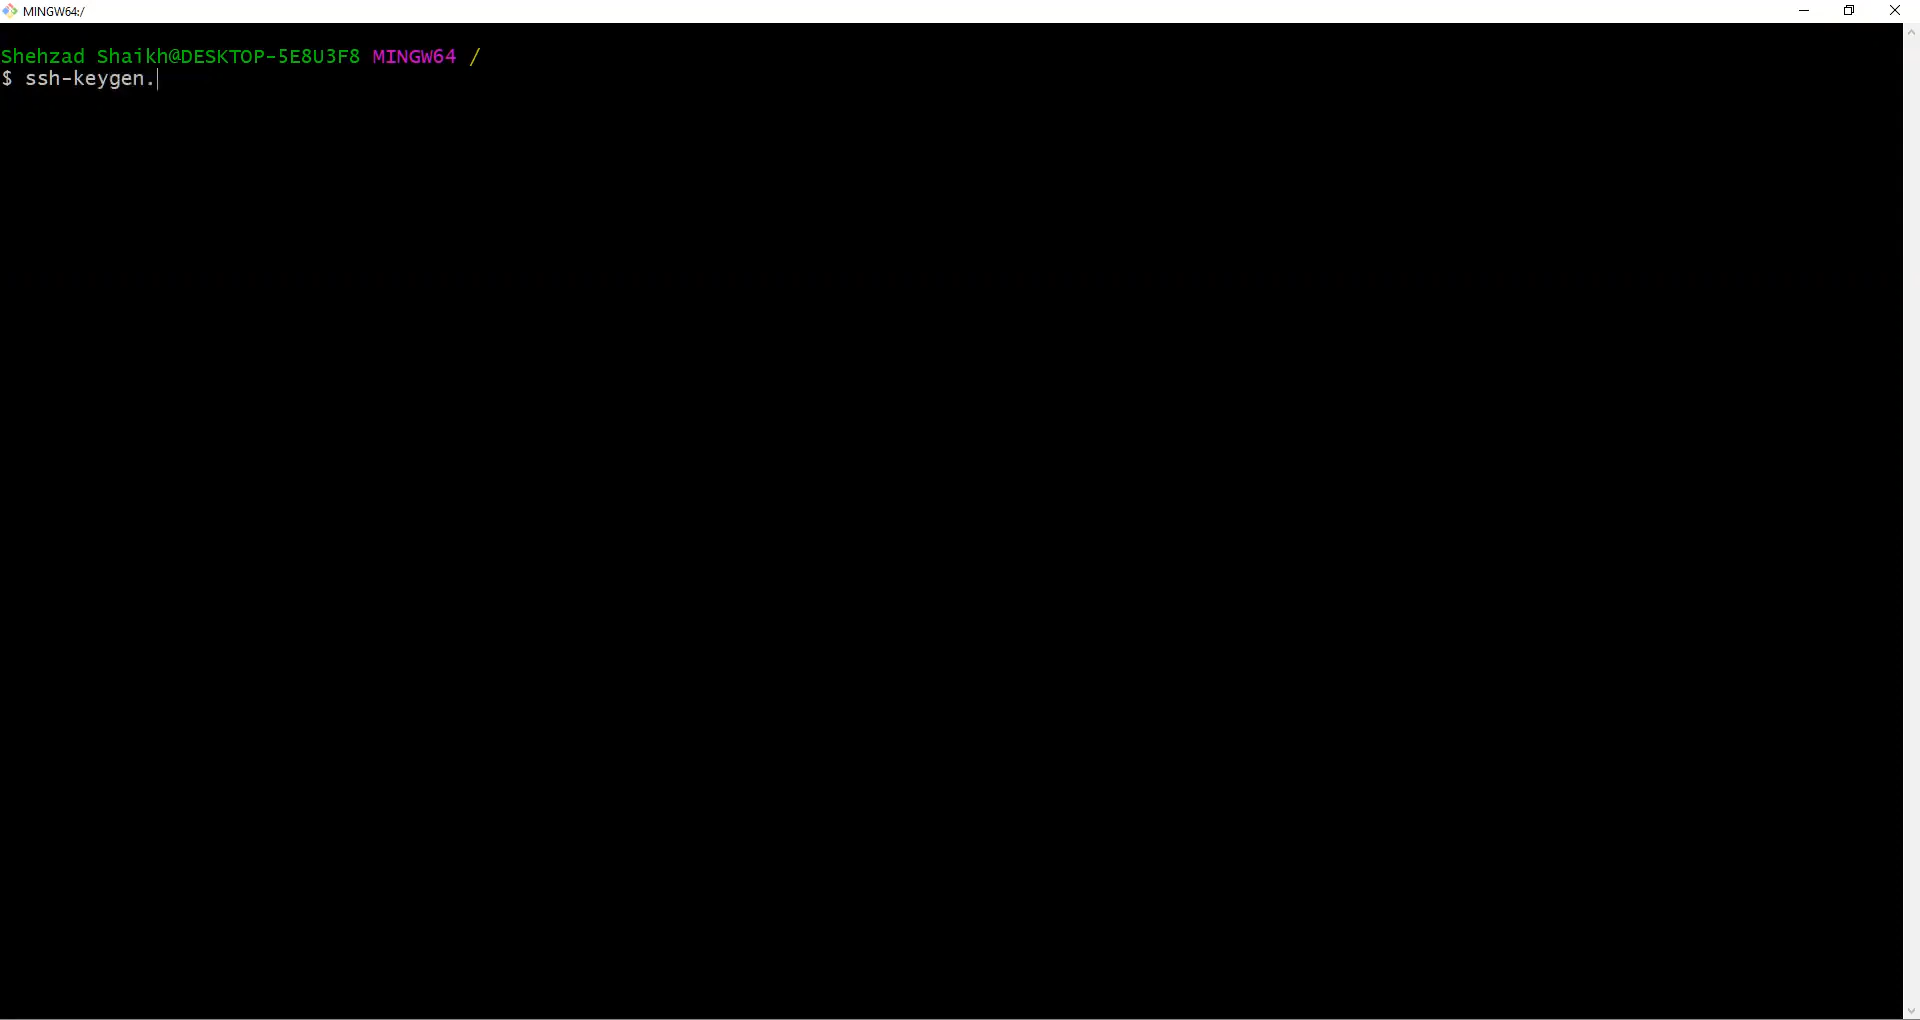 MINGW64:/
Shehzad Shaikh@DESKTOP-5E8U3F8 MINGW64 /
$ ssh-keygen.